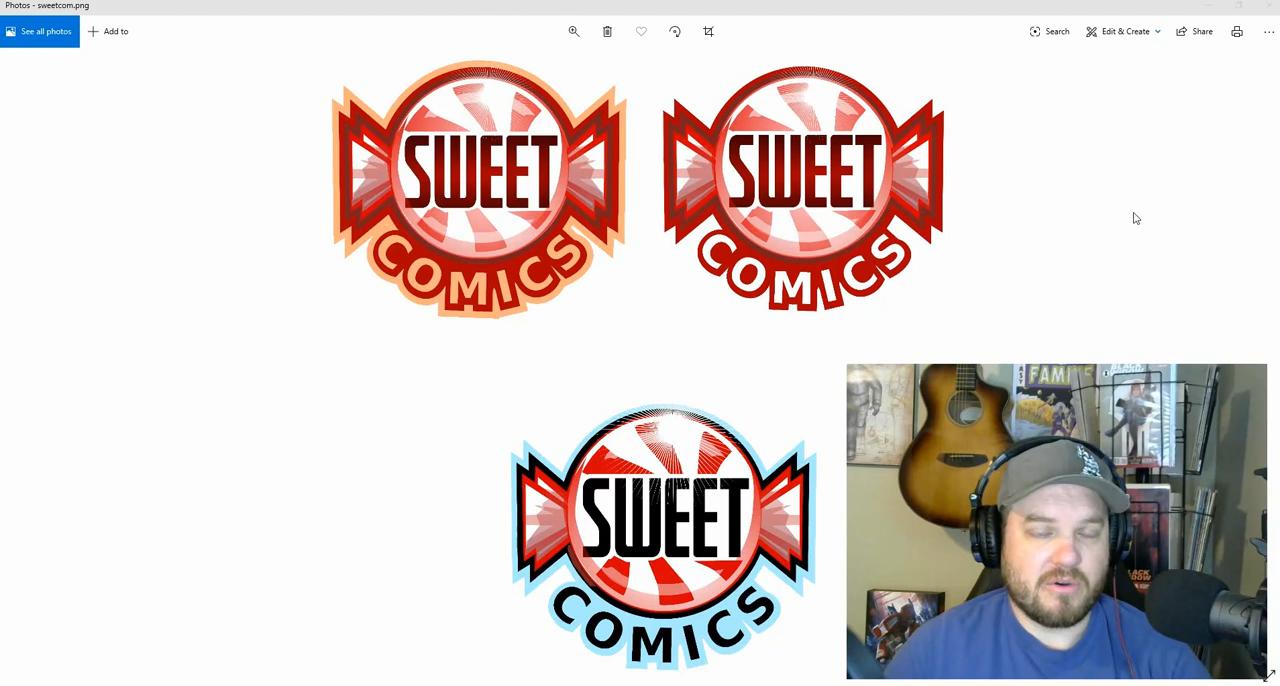 Photos - sweetcom.png
See all photos
Add to
Search
Edit & Create
Share
SWEET
COMICS
SWEET
COMICS
SWEET
COMICS